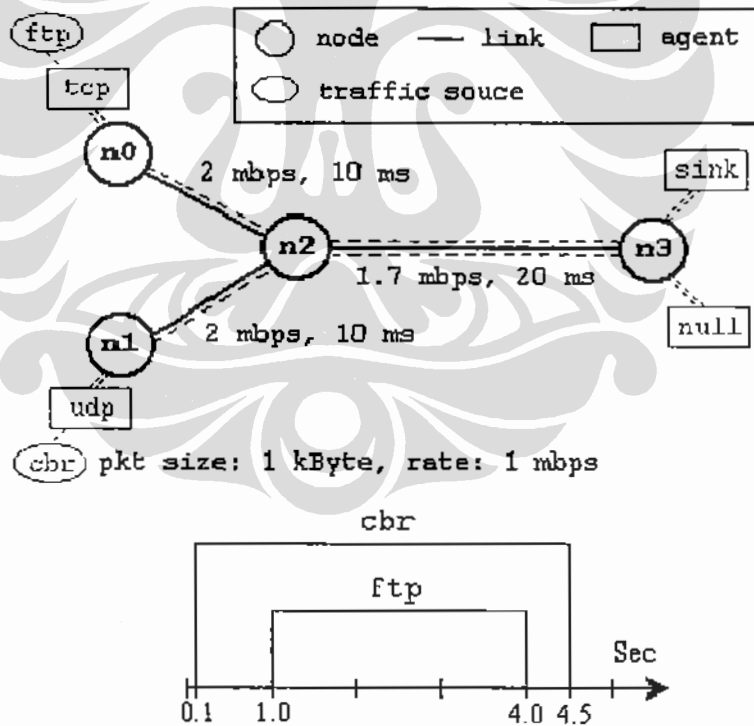 ftp
node
link
agent
tcp
traffic souce
n0
2 mbps, 10 ms
sink
n2
n3
1.7 mbps, 20 ms
n1
2 mbps, 10 ms
null
udp
cbr pkt size: 1 kByte, rate: 1 mbps
cbr
ftp
Sec
0.1 1.0 4.0 4.5